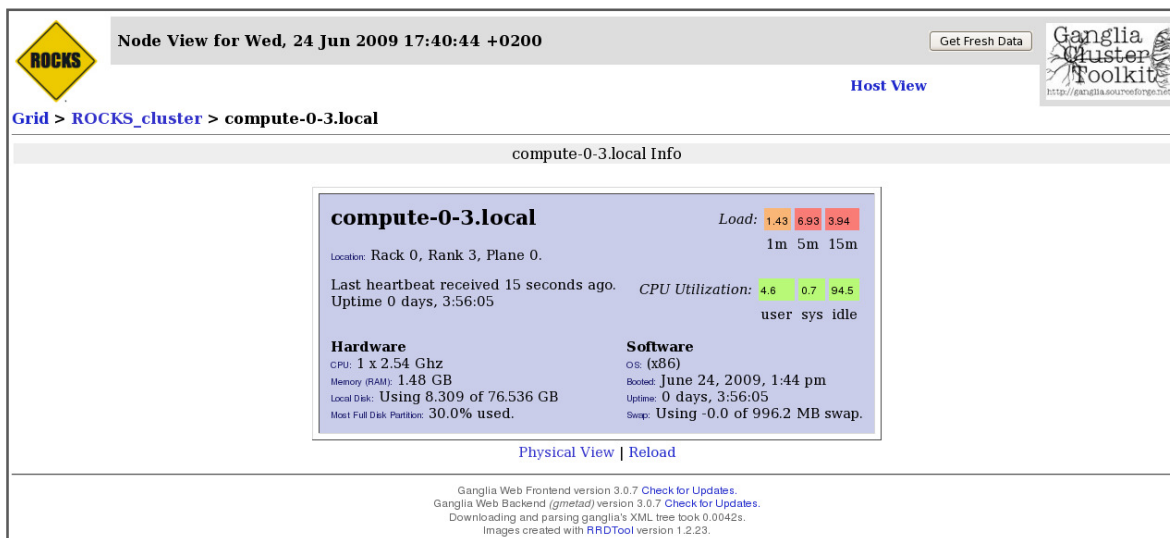 ROCKS
Node View for Wed, 24 Jun 2009 17:40:44 +0200
Get Fresh Data
Ganglia
Cluster
Toolkit
http://ganglia.sourceforge.net
Host View
Grid > ROCKS_cluster > compute-0-3.local
compute-0-3.local Info
compute-0-3.local
Load: 1.43 6.93 3.94
1m 5m 15m
Location: Rack 0, Rank 3, Plane 0.
Last heartbeat received 15 seconds ago.
Uptime 0 days, 3:56:05
CPU Utilization: 4.6 0.7 94.5
user sys idle
Hardware
CPU: 1 x 2.54 Ghz
Memory (RAM): 1.48 GB
Local Disk: Using 8.309 of 76.536 GB
Most Full Disk Partition: 30.0% used.
Software
OS: (x86)
Booted: June 24, 2009, 1:44 pm
Uptime: 0 days, 3:56:05
Swap: Using -0.0 of 996.2 MB swap.
Physical View | Reload
Ganglia Web Frontend version 3.0.7 Check for Updates.
Ganglia Web Backend (gmetad) version 3.0.7 Check for Updates.
Downloading and parsing ganglia's XML tree took 0.0042s.
Images created with RRDTool version 1.2.23.